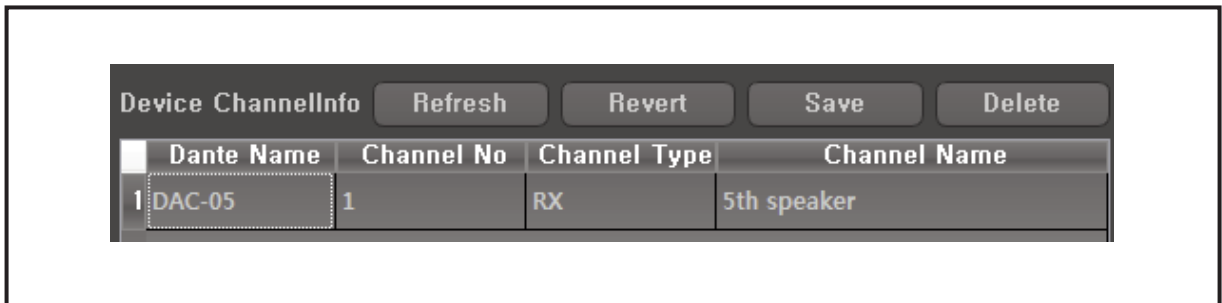 Device ChannelInfo Refresh Revert Save Delete
Dante Name Channel No Channel Type Channel Name
1 DAC-05 1 RX 5th speaker